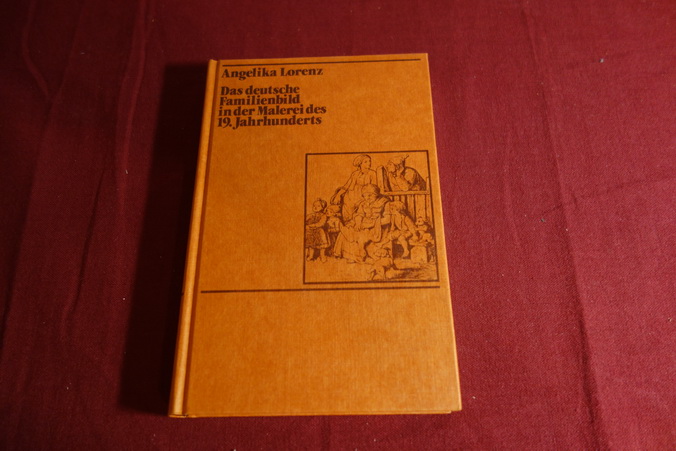 Angelika Lorenz
Das deutsche
Familienbild
in der Malerei des
19. Jahrhunderts